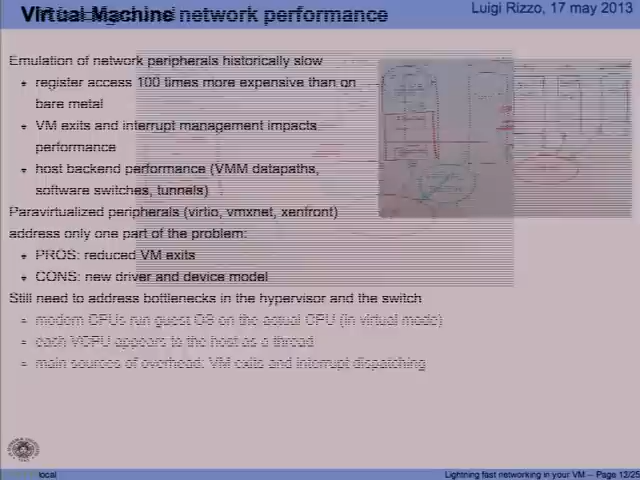 Virtual Machine network performance
Luigi Rizzo, 17 may 2013
Emulation of network peripherals historically slow
register access 100 times more expensive than on
bare metal
VM exits and interrupt management impacts
performance
host backend performance (VMM datapaths,
software switches, tunnels)
Paravirtualized peripherals (virtio, vmxnet, xenfront)
address only one part of the problem:
PROS: reduced VM exits
CONS: new driver and device model
Still need to address bottlenecks in the hypervisor and the switch
modern CPUs run guest OS on the actual CPU (in virtual mode)
each VCPU appears to the host as a thread
main sources of overhead: VM exits and interrupt dispatching
local
Lightning fast networking in your VM -- Page 13/25